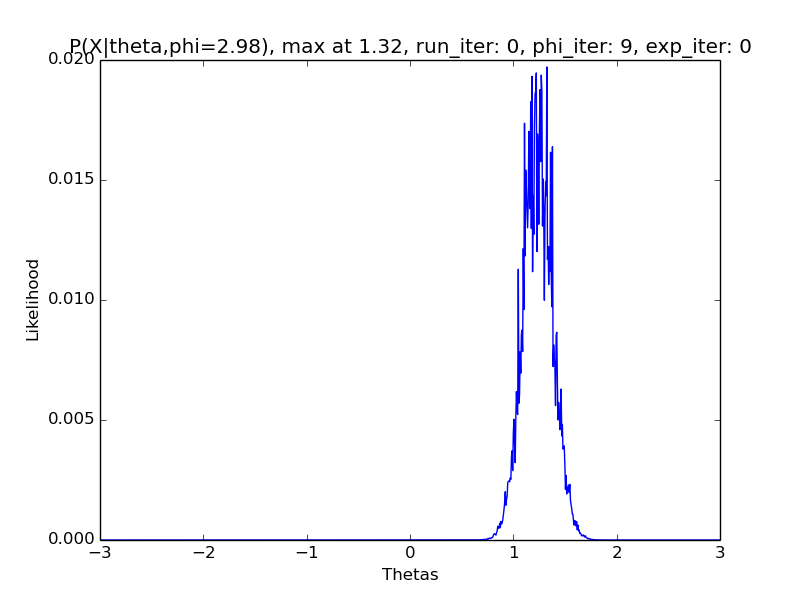 P(X|theta,phi=2.98), max at 1.32, run_iter: 0, phi_iter: 9, exp_iter: 0
0.020
0.015
0.010
0.005
0.000
Likelihood
−3 −2 −1 0 1 2 3
Thetas